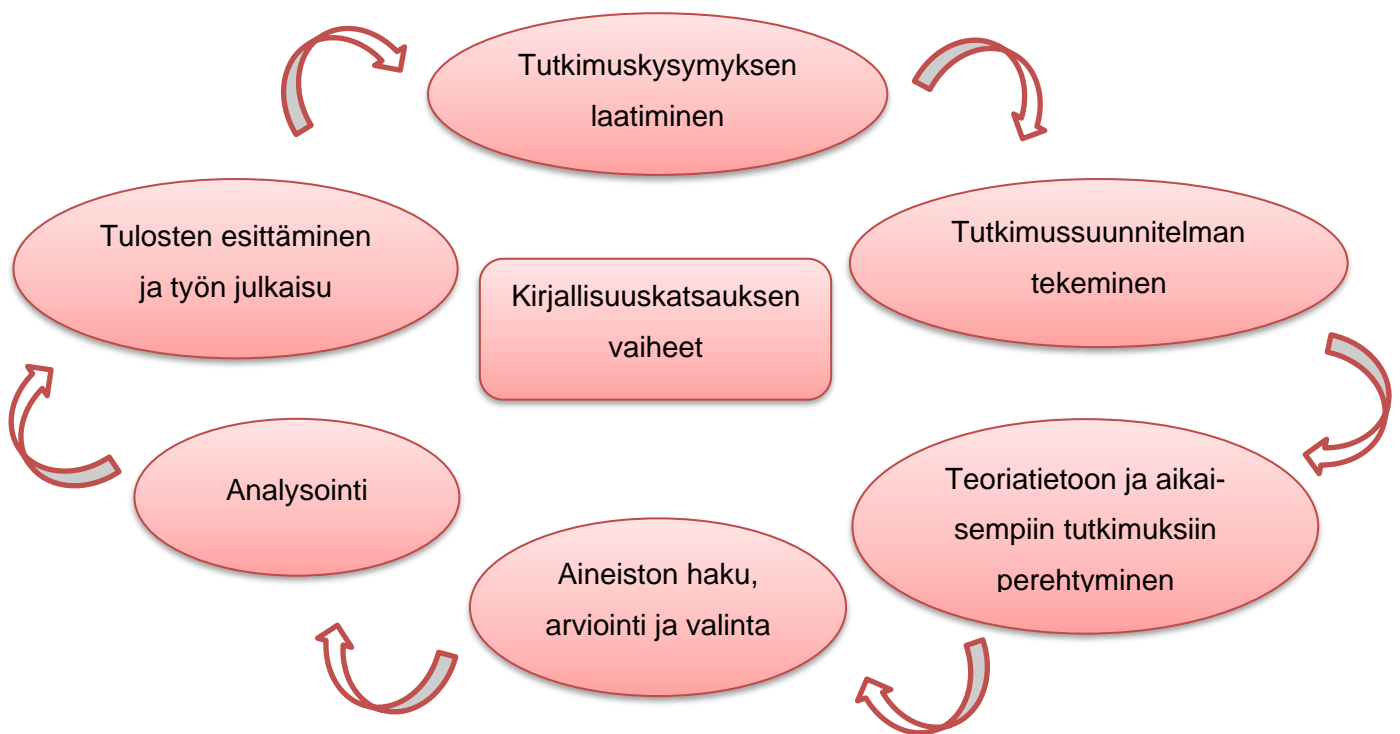 Tutkimuskysymyksen
laatiminen
Tutkimussuunnitelman
tekeminen
Teoriatietoon ja aikai-
sempiin tutkimuksiin
perehtyminen
Aineiston haku,
arviointi ja valinta
Analysointi
Tulosten esittäminen
ja työn julkaisu
Kirjallisuuskatsauksen
vaiheet